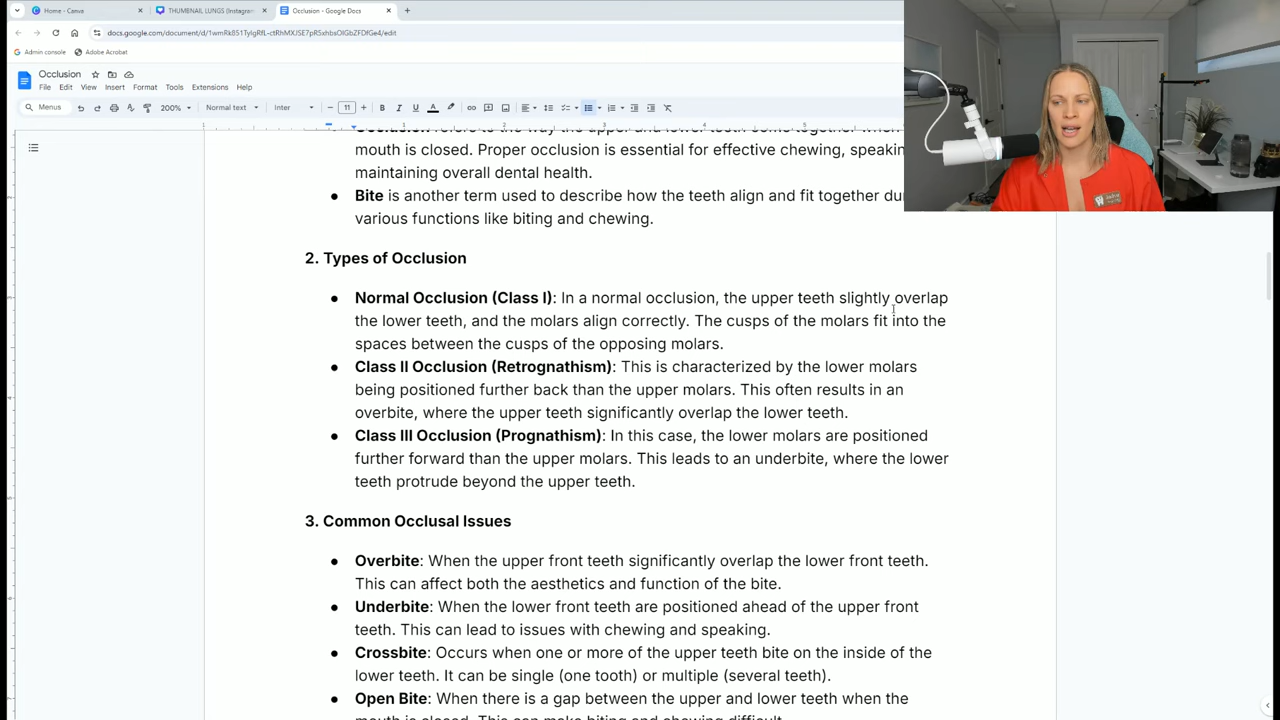 Home - Canva
THUMBNAIL LUNGS (Instagram
Occlusion - Google Docs
Admin console
Adobe Acrobat
Occlusion
File Edit View Insert Format Tools Extensions Help
Menus 200% Normal text Inter 11
mouth is closed. Proper occlusion is essential for effective chewing, speakin
maintaining overall dental health.
● Bite is another term used to describe how the teeth align and fit together du
various functions like biting and chewing.
2. Types of Occlusion
● Normal Occlusion (Class I): In a normal occlusion, the upper teeth slightly overlap
the lower teeth, and the molars align correctly. The cusps of the molars fit into the
spaces between the cusps of the opposing molars.
● Class II Occlusion (Retrognathism): This is characterized by the lower molars
being positioned further back than the upper molars. This often results in an
overbite, where the upper teeth significantly overlap the lower teeth.
● Class III Occlusion (Prognathism): In this case, the lower molars are positioned
further forward than the upper molars. This leads to an underbite, where the lower
teeth protrude beyond the upper teeth.
3. Common Occlusal Issues
● Overbite: When the upper front teeth significantly overlap the lower front teeth.
This can affect both the aesthetics and function of the bite.
● Underbite: When the lower front teeth are positioned ahead of the upper front
teeth. This can lead to issues with chewing and speaking.
● Crossbite: Occurs when one or more of the upper teeth bite on the inside of the
lower teeth. It can be single (one tooth) or multiple (several teeth).
● Open Bite: When there is a gap between the upper and lower teeth when the